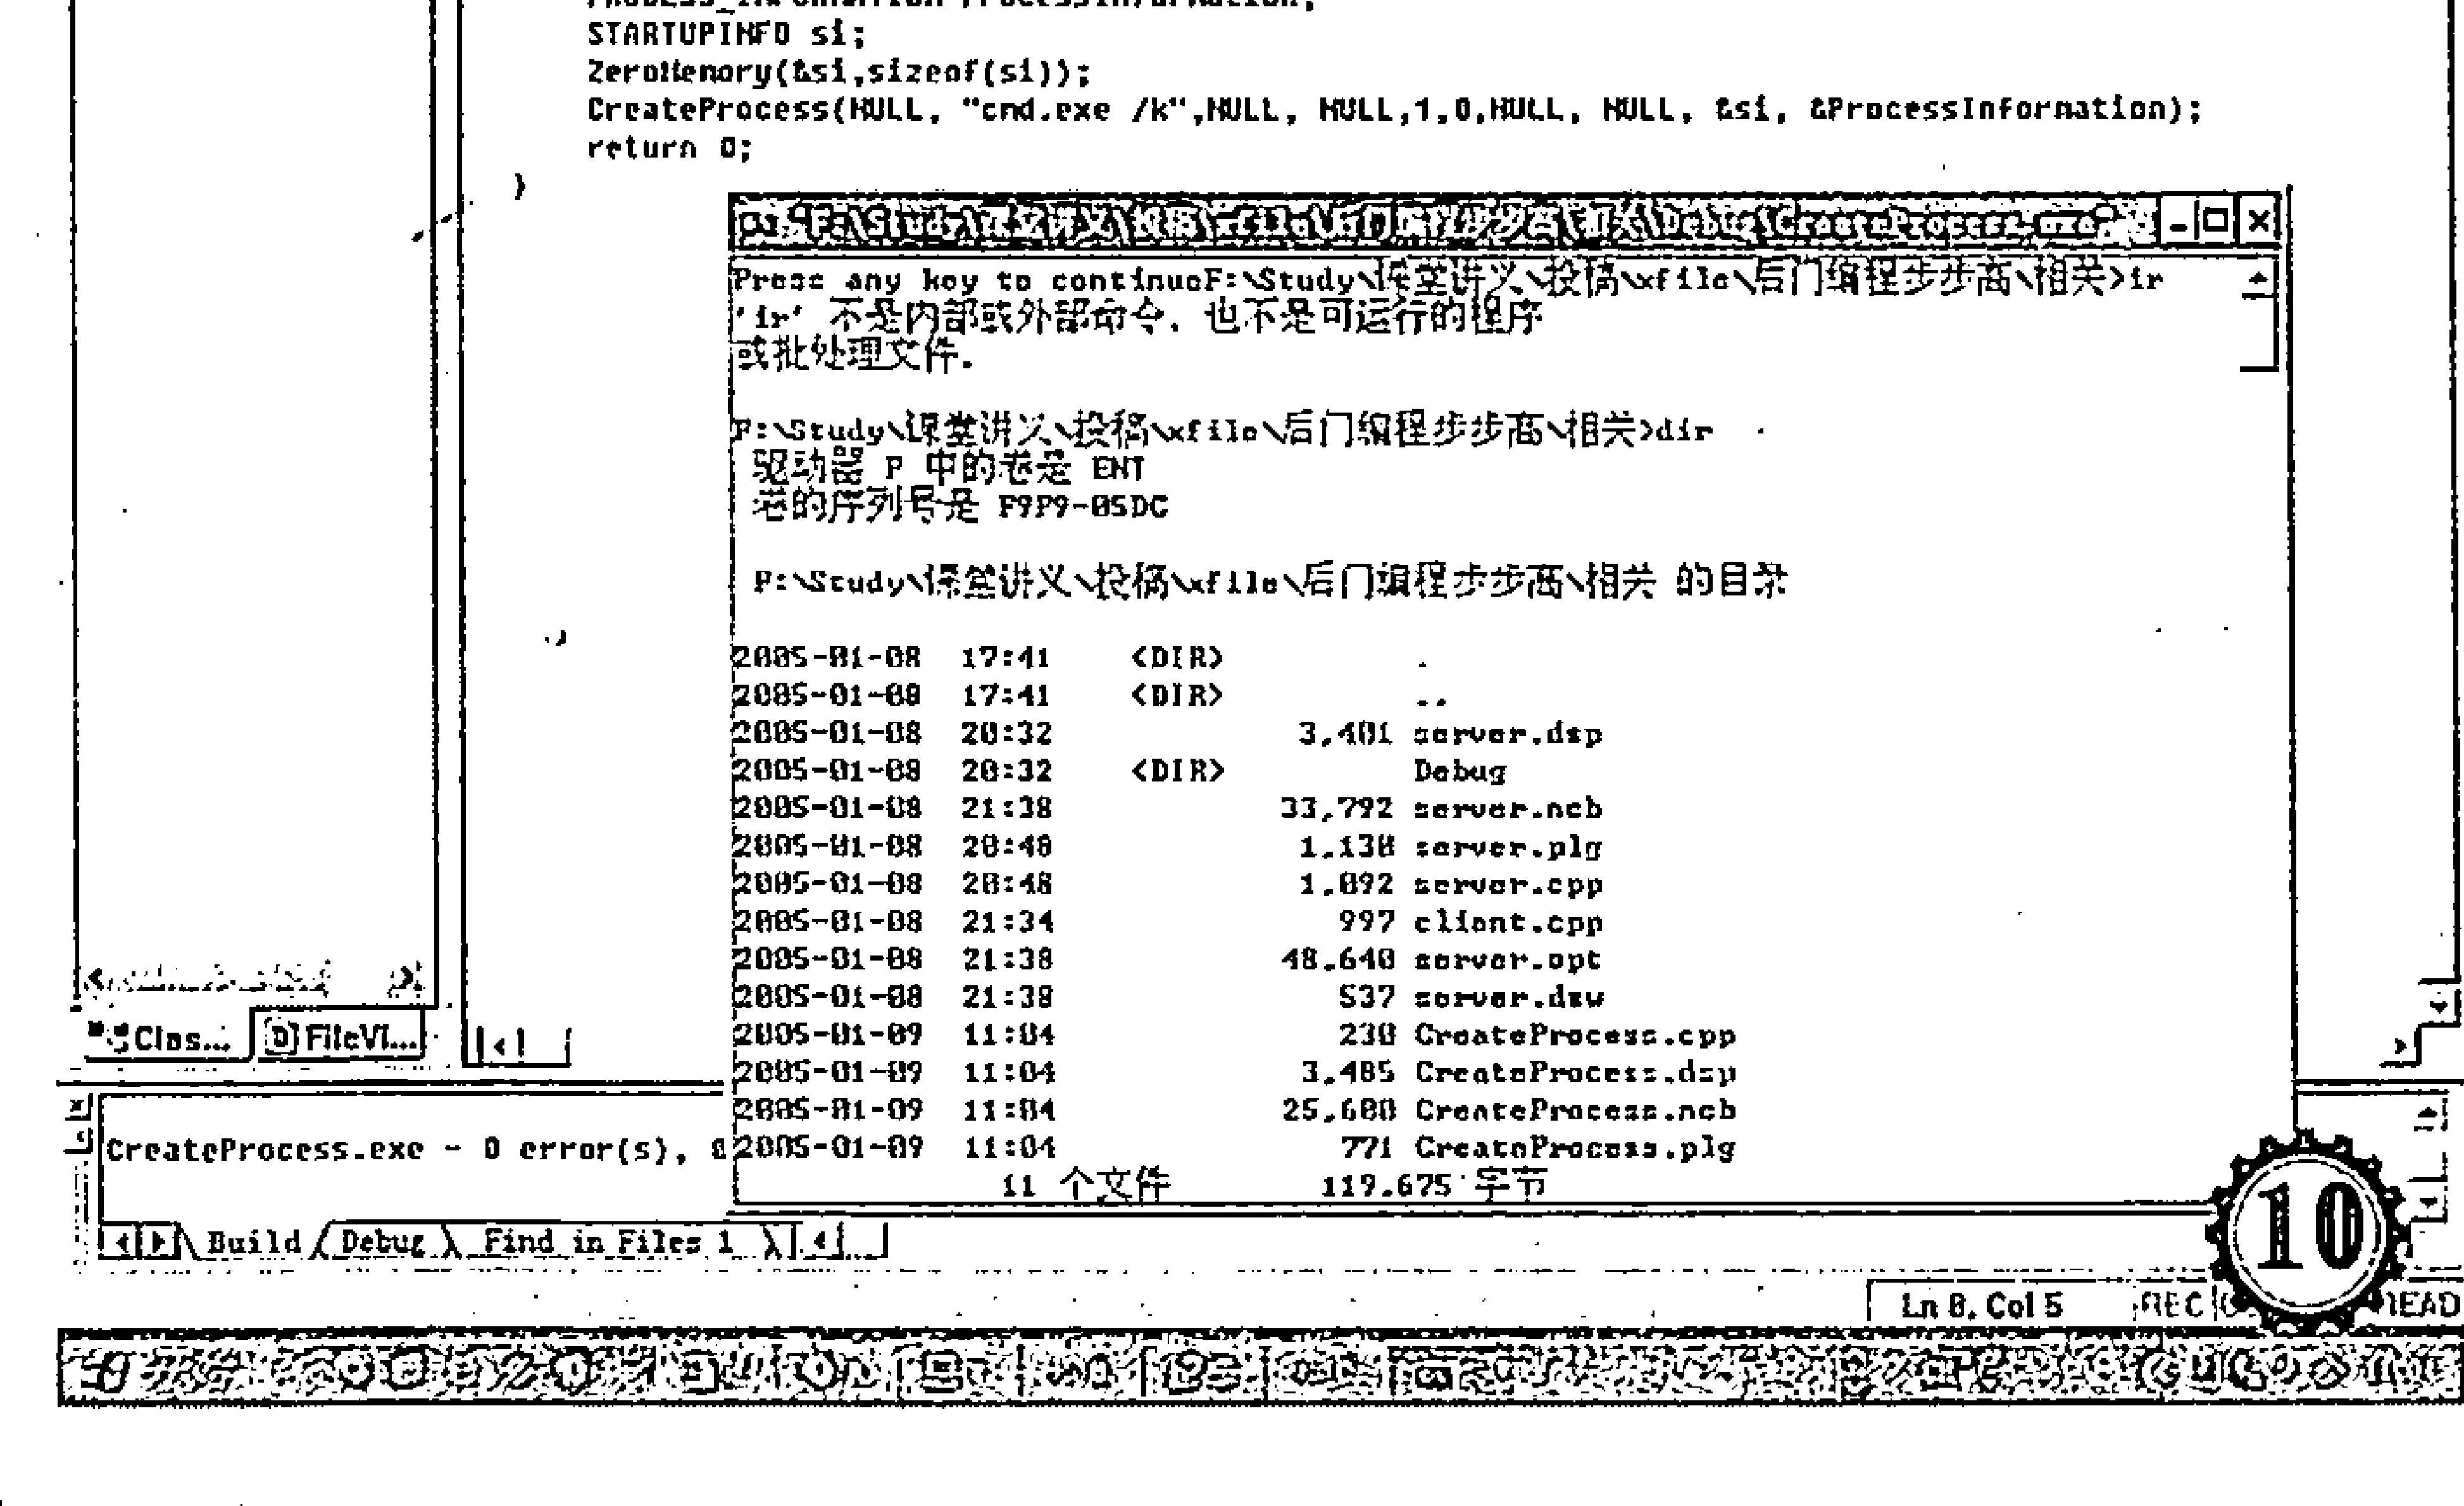 STARTUPINFO si;
ZeroMemory(&si,sizeof(si));
CreateProcess(NULL, "cmd.exe /k",NULL, NULL,1,0,NULL, NULL, &si, &ProcessInformation);
return 0;
}
Press any key to continueF:\Study\课堂讲义\投稿\xfile\后门编程步步高\相关>ir
'ir' 不是内部或外部命令，也不是可运行的程序
或批处理文件。
F:\Study\课堂讲义\投稿\xfile\后门编程步步高\相关>dir
驱动器 F 中的卷是 ENT
卷的序列号是 F9F9-05DC
F:\Study\课堂讲义\投稿\xfile\后门编程步步高\相关 的目录
2005-01-08 17:41 <DIR> .
2005-01-08 17:41 <DIR> ..
2005-01-08 20:32 3,401 server.dsp
2005-01-08 20:32 <DIR> Debug
2005-01-08 21:38 33,792 server.ncb
2005-01-08 20:48 1,130 server.plg
2005-01-08 20:48 1,092 server.cpp
2005-01-08 21:34 997 client.cpp
2005-01-08 21:38 48,640 server.opt
2005-01-08 21:38 537 server.dsw
2005-01-09 11:04 230 CreateProcess.cpp
2005-01-09 11:04 3,485 CreateProcess.dsp
2005-01-09 11:04 25,600 CreateProcess.ncb
2005-01-09 11:04 771 CreateProcess.plg
11 个文件 119,675 字节
Clas... FileVi...
CreateProcess.exe - 0 error(s), 0
Build Debug Find in Files 1
10
Ln 8, Col 5 REC READ